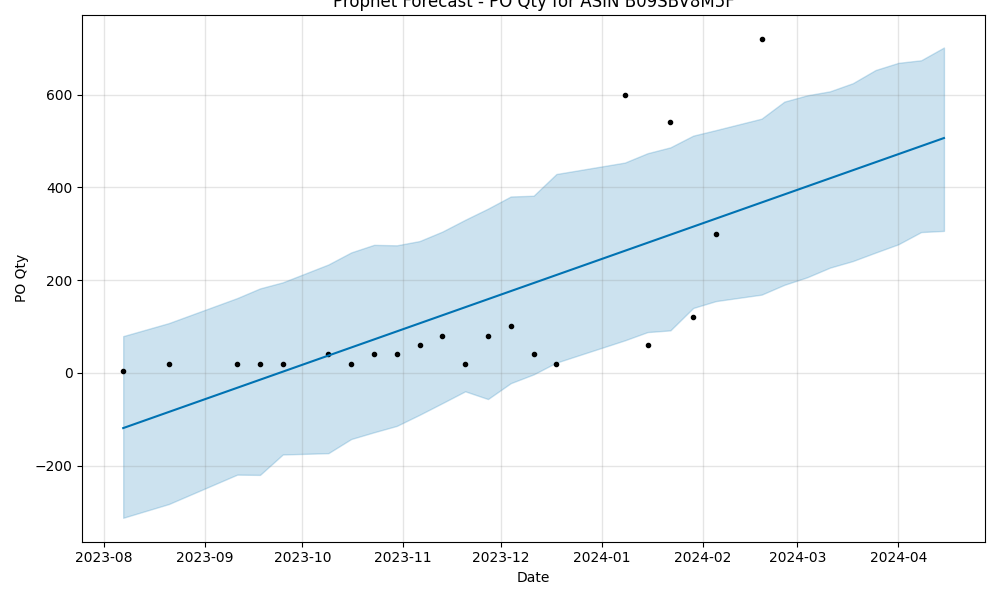 Prophet Forecast - PO Qty for ASIN B09SBV8M5F
PO Qty
600
400
200
0
−200
2023-08 2023-09 2023-10 2023-11 2023-12 2024-01 2024-02 2024-03 2024-04
Date